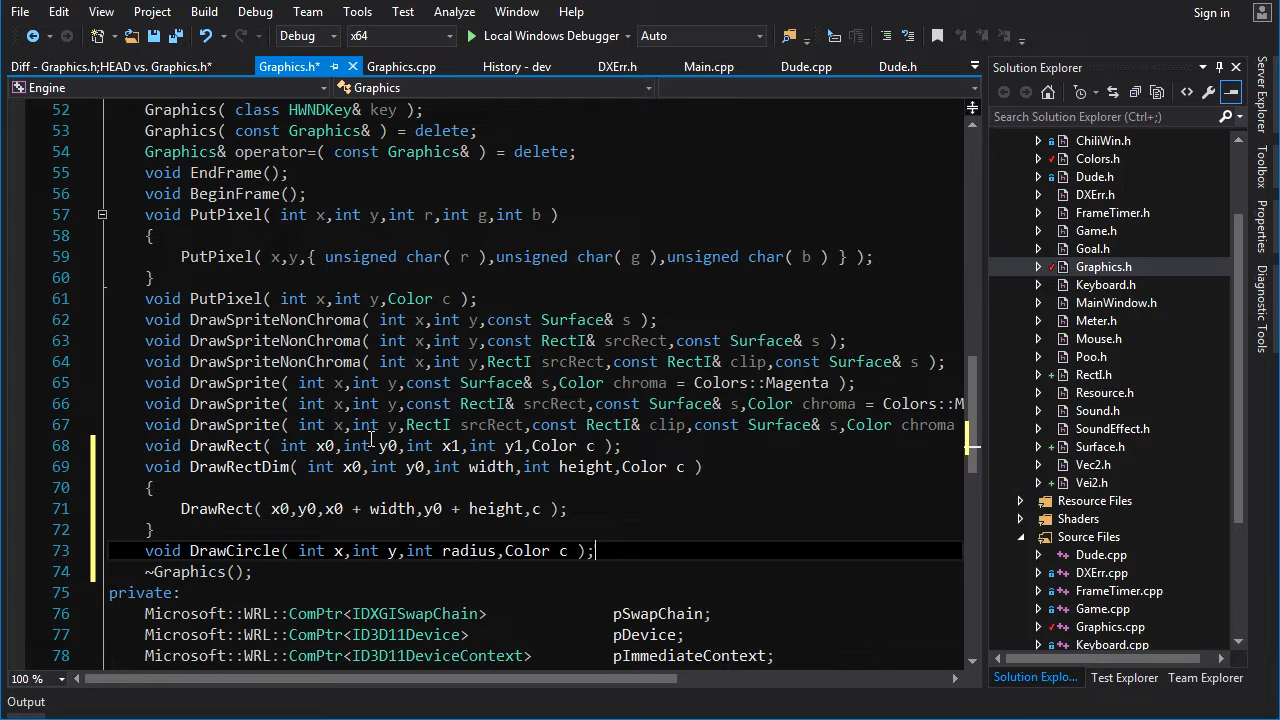 File Edit View Project Build Debug Team Tools Test Analyze Window Help Sign in
Debug x64 Local Windows Debugger Auto
Diff - Graphics.h;HEAD vs. Graphics.h* Graphics.h* Graphics.cpp History - dev DXErr.h Main.cpp Dude.cpp Dude.h
Engine Graphics
52 Graphics( class HWNDKey& key );
53 Graphics( const Graphics& ) = delete;
54 Graphics& operator=( const Graphics& ) = delete;
55 void EndFrame();
56 void BeginFrame();
57 void PutPixel( int x,int y,int r,int g,int b )
58 {
59 PutPixel( x,y,{ unsigned char( r ),unsigned char( g ),unsigned char( b ) } );
60 }
61 void PutPixel( int x,int y,Color c );
62 void DrawSpriteNonChroma( int x,int y,const Surface& s );
63 void DrawSpriteNonChroma( int x,int y,const RectI& srcRect,const Surface& s );
64 void DrawSpriteNonChroma( int x,int y,RectI srcRect,const RectI& clip,const Surface& s );
65 void DrawSprite( int x,int y,const Surface& s,Color chroma = Colors::Magenta );
66 void DrawSprite( int x,int y,const RectI& srcRect,const Surface& s,Color chroma = Colors::M
67 void DrawSprite( int x,int y,RectI srcRect,const RectI& clip,const Surface& s,Color chroma
68 void DrawRect( int x0,int y0,int x1,int y1,Color c );
69 void DrawRectDim( int x0,int y0,int width,int height,Color c )
70 {
71 DrawRect( x0,y0,x0 + width,y0 + height,c );
72 }
73 void DrawCircle( int x,int y,int radius,Color c );
74 ~Graphics();
75 private:
76 Microsoft::WRL::ComPtr<IDXGISwapChain> pSwapChain;
77 Microsoft::WRL::ComPtr<ID3D11Device> pDevice;
78 Microsoft::WRL::ComPtr<ID3D11DeviceContext> pImmediateContext;
100 %
Output
Solution Explorer
Search Solution Explorer (Ctrl+;)
ChiliWin.h
Colors.h
Dude.h
DXErr.h
FrameTimer.h
Game.h
Goal.h
Graphics.h
Keyboard.h
MainWindow.h
Meter.h
Mouse.h
Poo.h
RectI.h
Resource.h
Sound.h
SoundEffect.h
Surface.h
Vec2.h
Vei2.h
Resource Files
Shaders
Source Files
Dude.cpp
DXErr.cpp
FrameTimer.cpp
Game.cpp
Graphics.cpp
Keyboard.cpp
Solution Explo... Test Explorer Team Explorer
Server Explorer
Toolbox
Properties
Diagnostic Tools